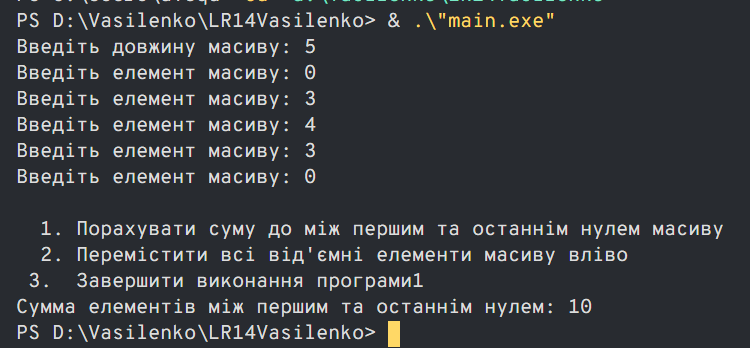 PS D:\Vasilenko\LR14Vasilenko> & .\"main.exe"
Введіть довжину масиву: 5
Введіть елемент масиву: 0
Введіть елемент масиву: 3
Введіть елемент масиву: 4
Введіть елемент масиву: 3
Введіть елемент масиву: 0
1. Порахувати суму до між першим та останнім нулем масиву
2. Перемістити всі від'ємні елементи масиву вліво
3. Завершити виконання програми1
Сумма елементів між першим та останнім нулем: 10
PS D:\Vasilenko\LR14Vasilenko>